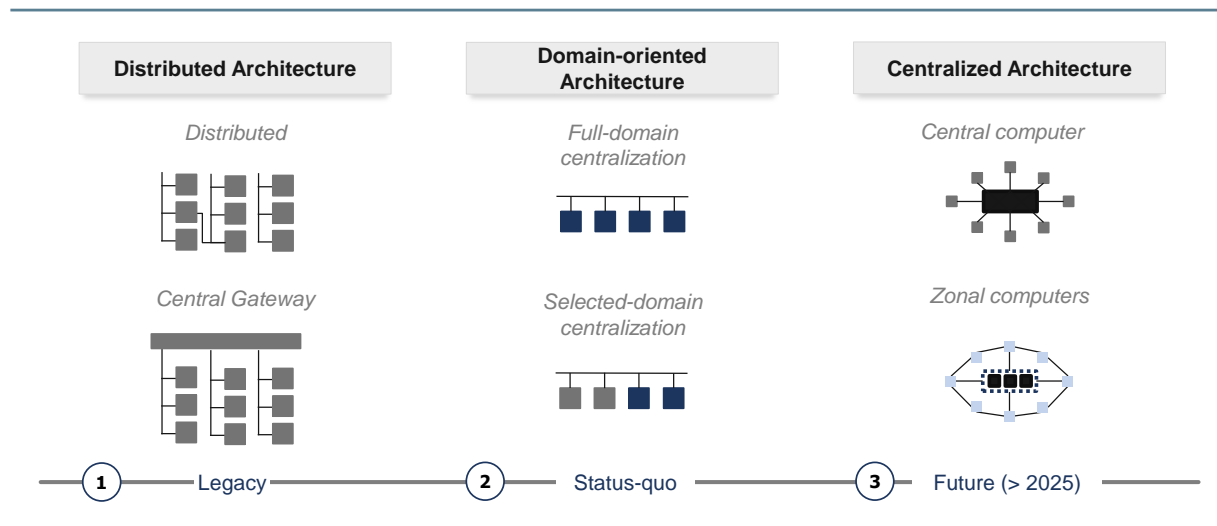 Distributed Architecture
Domain-oriented
Architecture
Centralized Architecture
Distributed
Full-domain
centralization
Central computer
Central Gateway
Selected-domain
centralization
Zonal computers
1
Legacy
2
Status-quo
3
Future (> 2025)